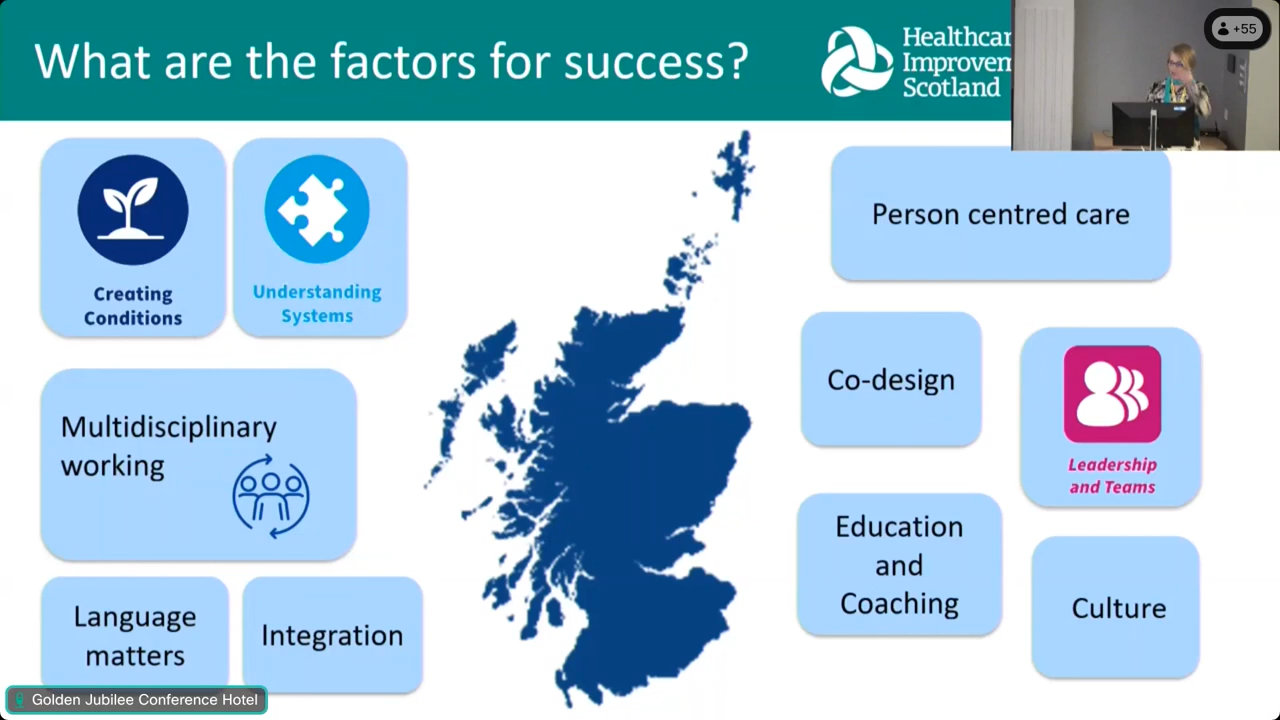 What are the factors for success?
Healthcar
Improvem
Scotland
+55
Creating
Conditions
Understanding
Systems
Multidisciplinary
working
Language
matters
Integration
Person centred care
Co-design
Leadership
and Teams
Education
and
Coaching
Culture
Golden Jubilee Conference Hotel